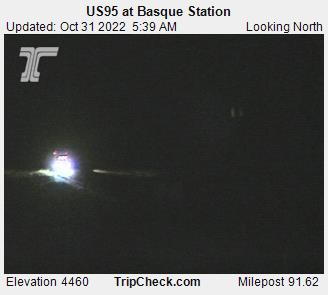 US95 at Basque Station
Updated: Oct 31 2022 5:39 AM Looking North
Elevation 4460 TripCheck.com Milepost 91.62